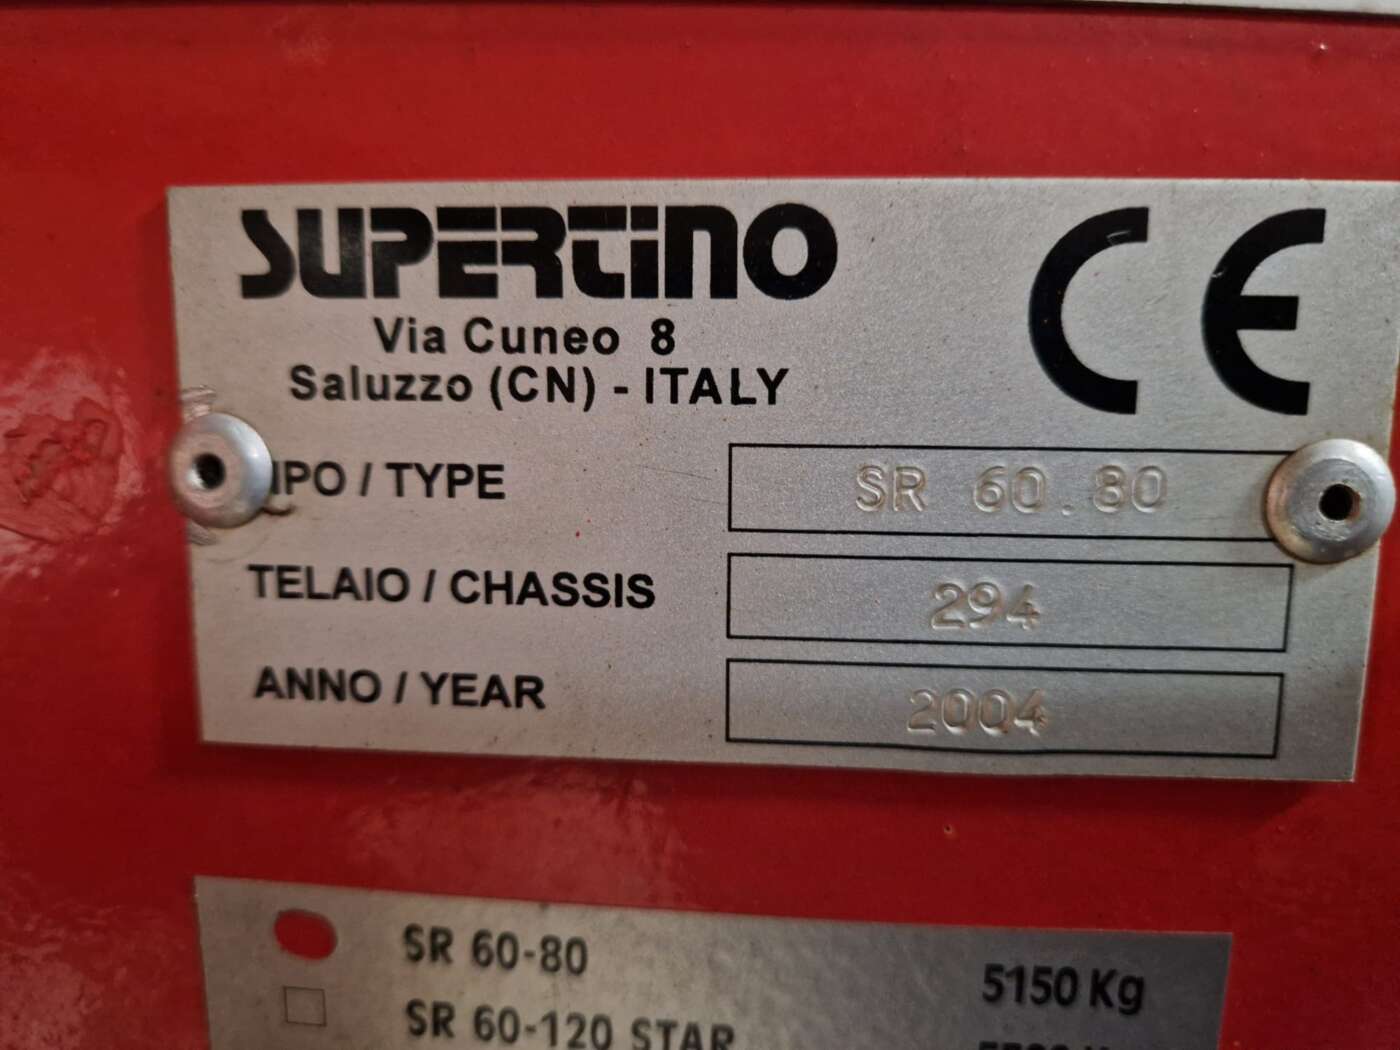 SUPERTINO
CE
Via Cuneo 8
Saluzzo (CN) - ITALY
TIPO / TYPE SR 60.80
TELAIO / CHASSIS 294
ANNO / YEAR 2004
SR 60-80 5150 Kg
SR 60-120 STAR